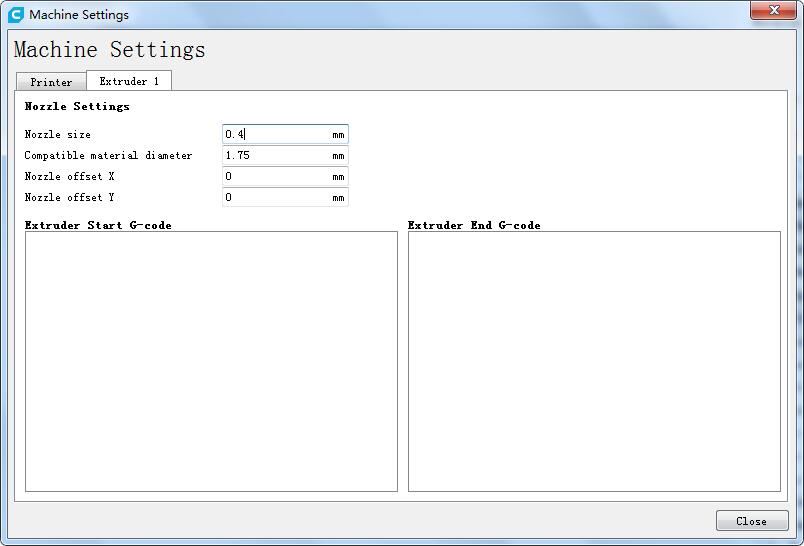 Machine Settings
Machine Settings
Printer
Extruder 1
Nozzle Settings
Nozzle size 0.4 mm
Compatible material diameter 1.75 mm
Nozzle offset X 0 mm
Nozzle offset Y 0 mm
Extruder Start G-code
Extruder End G-code
Close